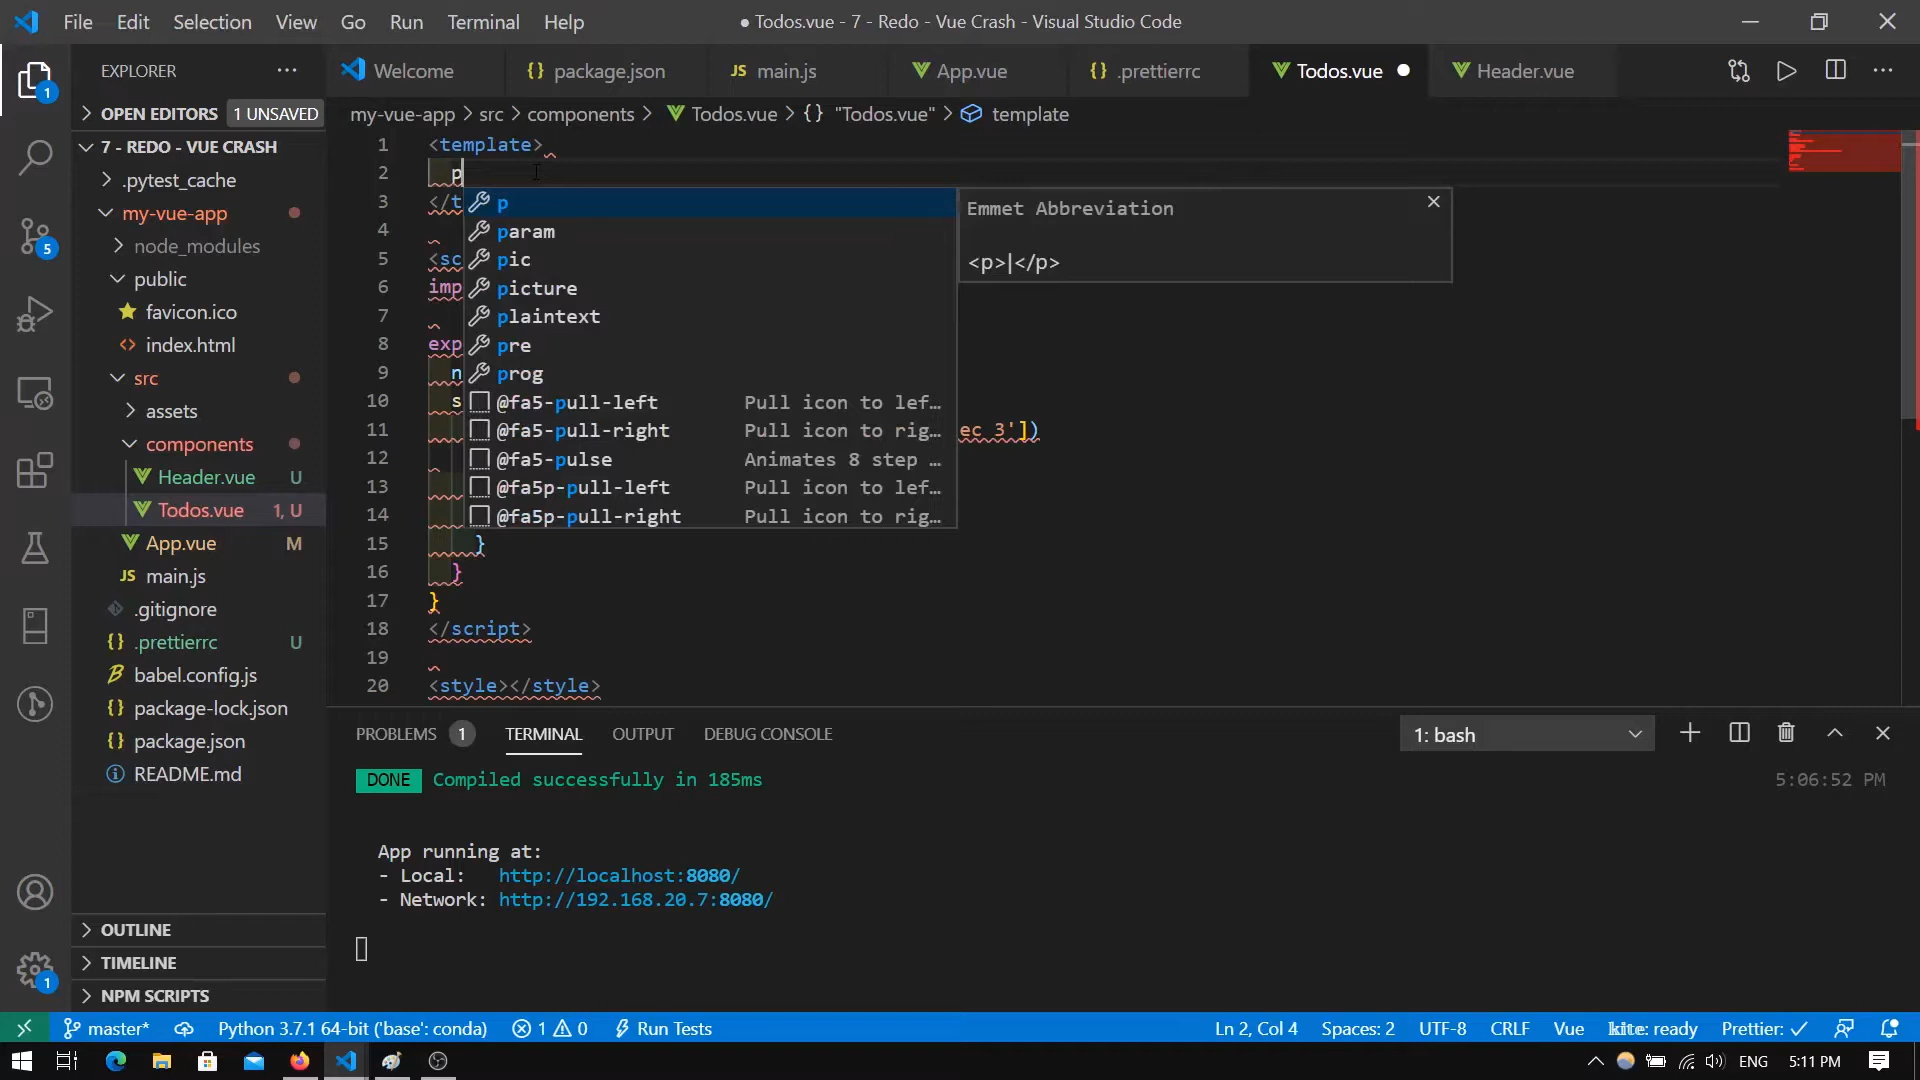 File Edit Selection View Go Run Terminal Help
● Todos.vue - 7 - Redo - Vue Crash - Visual Studio Code
EXPLORER
Welcome
{} package.json
JS main.js
App.vue
{} .prettierrc
Todos.vue ●
Header.vue
OPEN EDITORS 1 UNSAVED
my-vue-app > src > components > Todos.vue > {} "Todos.vue" > template
7 - REDO - VUE CRASH
.pytest_cache
my-vue-app
node_modules
public
favicon.ico
index.html
src
assets
components
Header.vue U
Todos.vue 1, U
App.vue M
JS main.js
.gitignore
{} .prettierrc U
babel.config.js
{} package-lock.json
{} package.json
README.md
OUTLINE
TIMELINE
NPM SCRIPTS
1
5
1
1 <template>
2 p
3 </t
4
5 <sc
6 imp
7
8 exp
9 n
10 s
11 ec 3'])
12
13
14
15 }
16 }
17 }
18 </script>
19
20 <style></style>
p
param
pic
picture
plaintext
pre
prog
@fa5-pull-left Pull icon to lef…
@fa5-pull-right Pull icon to rig…
@fa5-pulse Animates 8 step …
@fa5p-pull-left Pull icon to lef…
@fa5p-pull-right Pull icon to rig…
Emmet Abbreviation
<p>|</p>
PROBLEMS 1 TERMINAL OUTPUT DEBUG CONSOLE
1: bash
DONE Compiled successfully in 185ms 5:06:52 PM
App running at:
- Local: http://localhost:8080/
- Network: http://192.168.20.7:8080/
master* Python 3.7.1 64-bit ('base': conda) 1 0 Run Tests
Ln 2, Col 4 Spaces: 2 UTF-8 CRLF Vue kite: ready Prettier: ✓
ENG 5:11 PM